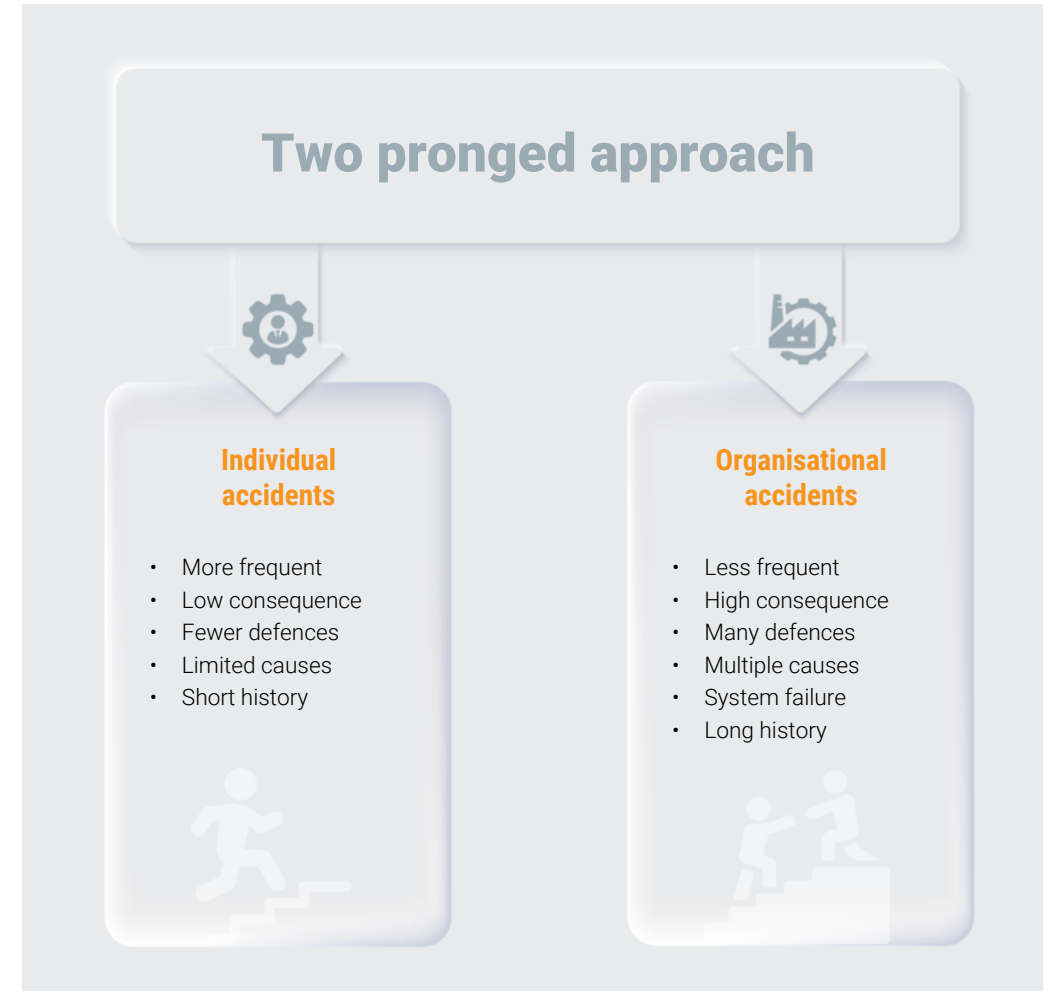 Two pronged approach
Individual
accidents
• More frequent
• Low consequence
• Fewer defences
• Limited causes
• Short history
Organisational
accidents
• Less frequent
• High consequence
• Many defences
• Multiple causes
• System failure
• Long history